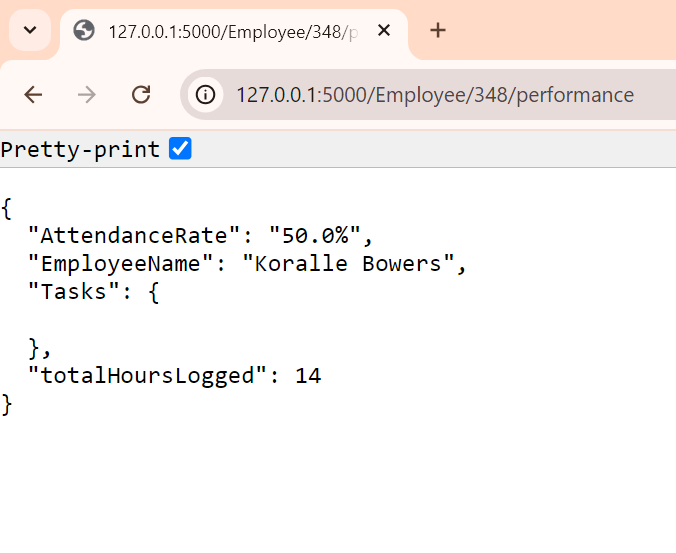 127.0.0.1:5000/Employee/348/p
127.0.0.1:5000/Employee/348/performance
Pretty-print
{
  "AttendanceRate": "50.0%",
  "EmployeeName": "Koralle Bowers",
  "Tasks": {
  },
  "totalHoursLogged": 14
}